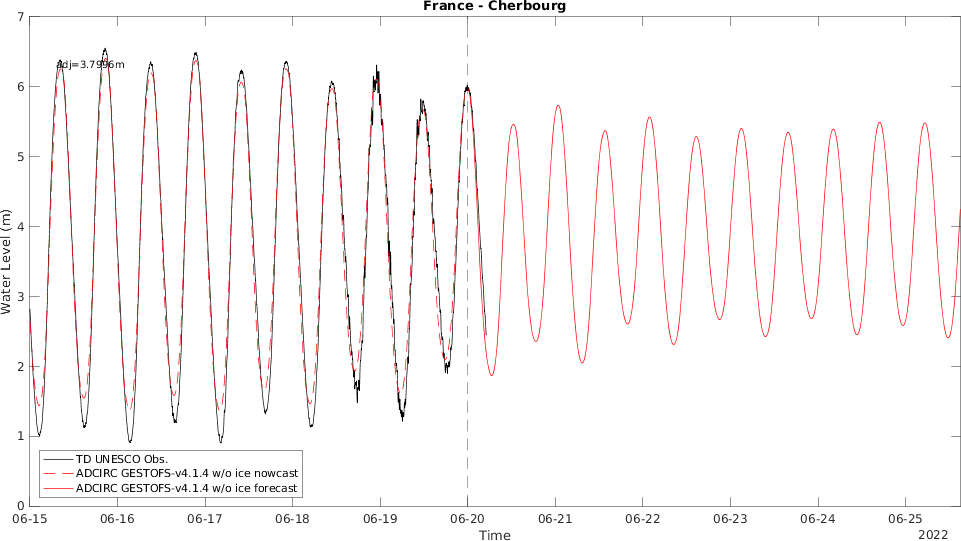 France - Cherbourg
adj=3.7996m
Water Level (m)
7
6
5
4
3
2
1
0
TD UNESCO Obs.
ADCIRC GESTOFS-v4.1.4 w/o ice nowcast
ADCIRC GESTOFS-v4.1.4 w/o ice forecast
06-15 06-16 06-17 06-18 06-19 06-20 06-21 06-22 06-23 06-24 06-25
Time
2022